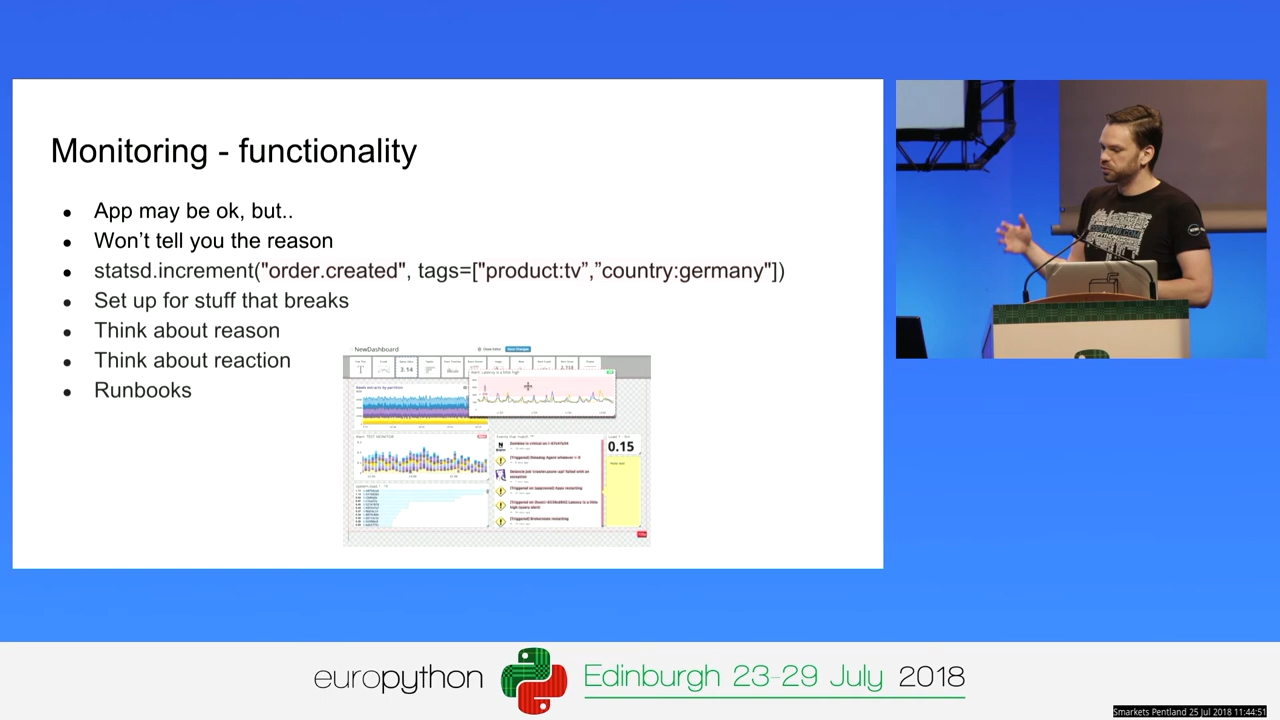 Monitoring - functionality
● App may be ok, but..
● Won't tell you the reason
● statsd.increment("order.created", tags=["product:tv","country:germany"])
● Set up for stuff that breaks
● Think about reason
● Think about reaction
● Runbooks
NewDashboard
3.14
0.15
europython
Edinburgh 23-29 July 2018
Smarkets Pentland 25 Jul 2018 11:44:51